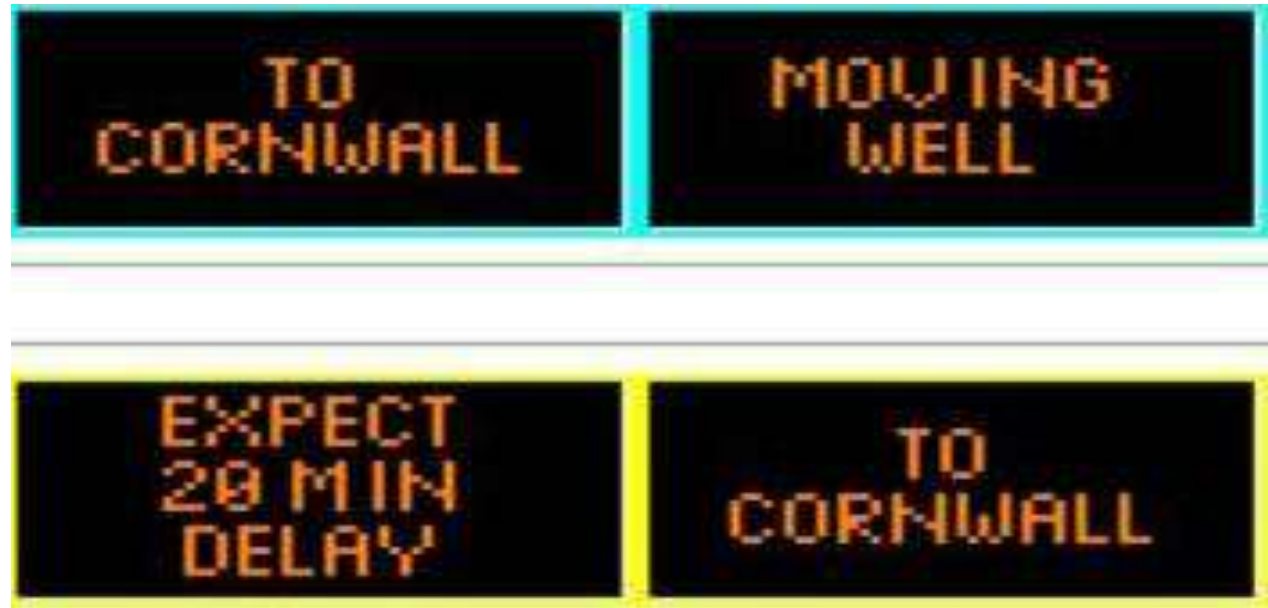 TO
CORNWALL
MOVING
WELL
EXPECT
20 MIN
DELAY
TO
CORNWALL